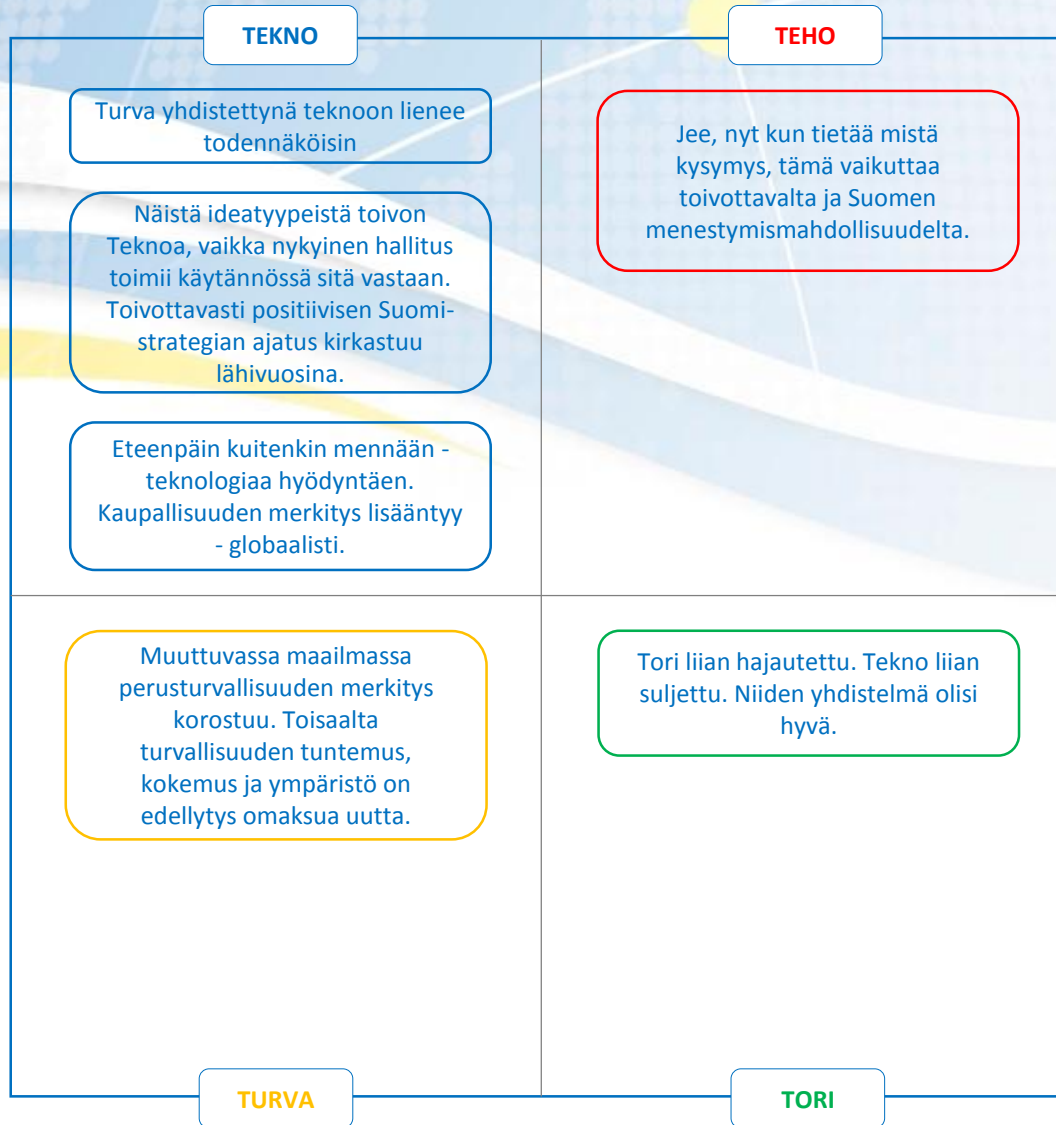 TEKNO
TEHO
Turva yhdistettynä teknoon lienee
todennäköisin
Näistä ideatyypeistä toivon
Teknoa, vaikka nykyinen hallitus
toimii käytännössä sitä vastaan.
Toivottavasti positiivisen Suomi-
strategian ajatus kirkastuu
lähivuosina.
Eteenpäin kuitenkin mennään -
teknologiaa hyödyntäen.
Kaupallisuuden merkitys lisääntyy
- globaalisti.
Jee, nyt kun tietää mistä
kysymys, tämä vaikuttaa
toivottavalta ja Suomen
menestymismahdollisuudelta.
Muuttuvassa maailmassa
perusturvallisuuden merkitys
korostuu. Toisaalta
turvallisuuden tuntemus,
kokemus ja ympäristö on
edellytys omaksua uutta.
Tori liian hajautettu. Tekno liian
suljettu. Niiden yhdistelmä olisi
hyvä.
TURVA
TORI